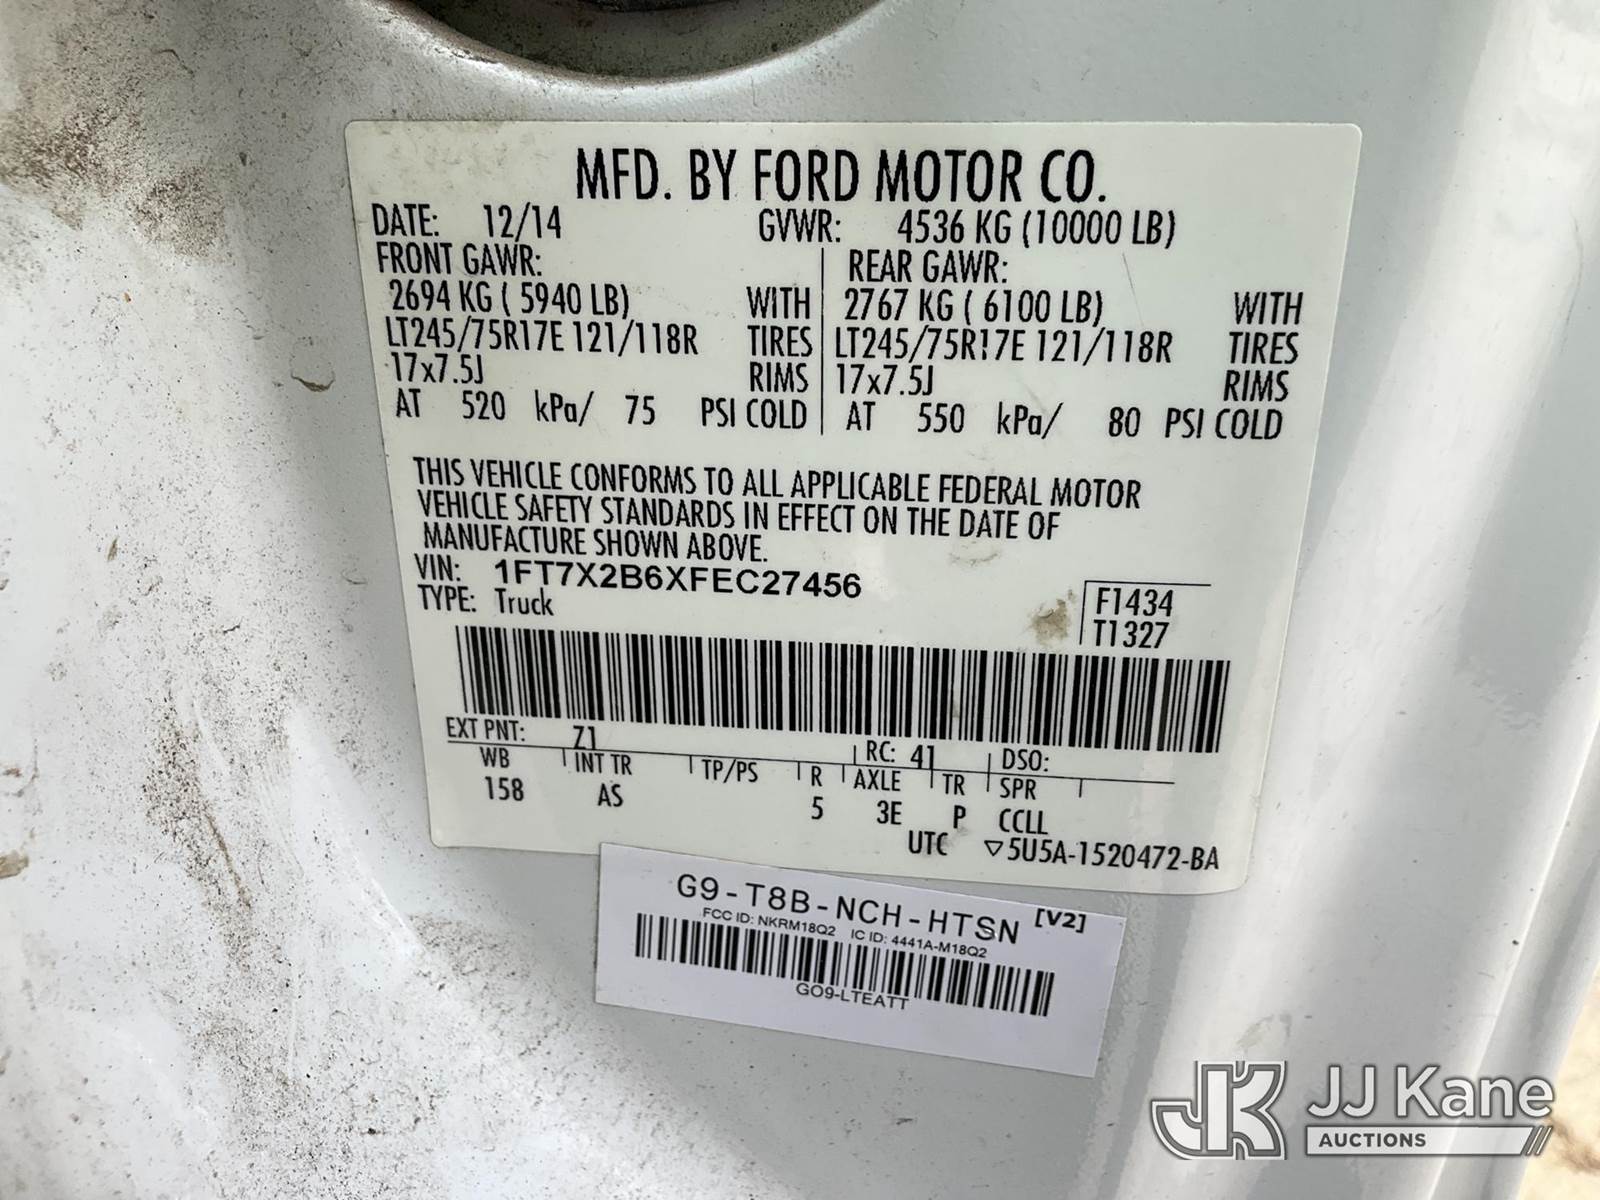 MFD. BY FORD MOTOR CO.
DATE: 12/14 GVWR: 4536 KG (10000 LB)
FRONT GAWR: REAR GAWR:
2694 KG ( 5940 LB) WITH 2767 KG ( 6100 LB) WITH
LT245/75R17E 121/118R TIRES LT245/75R17E 121/118R TIRES
17x7.5J RIMS 17x7.5J RIMS
AT 520 kPa/ 75 PSI COLD AT 550 kPa/ 80 PSI COLD
THIS VEHICLE CONFORMS TO ALL APPLICABLE FEDERAL MOTOR
VEHICLE SAFETY STANDARDS IN EFFECT ON THE DATE OF
MANUFACTURE SHOWN ABOVE.
VIN: 1FT7X2B6XFEC27456
TYPE: Truck
F1434
T1327
EXT PNT: Z1 RC: 41 DSO:
WB INT TR TP/PS R AXLE TR SPR
158 AS 5 3E P CCLL
UTC ▽5U5A-1520472-BA
G9-T8B-NCH-HTSN [V2]
FCC ID: NKRM18Q2 IC ID: 4441A-M18Q2
GO9-LTEATT
JK JJ Kane
AUCTIONS